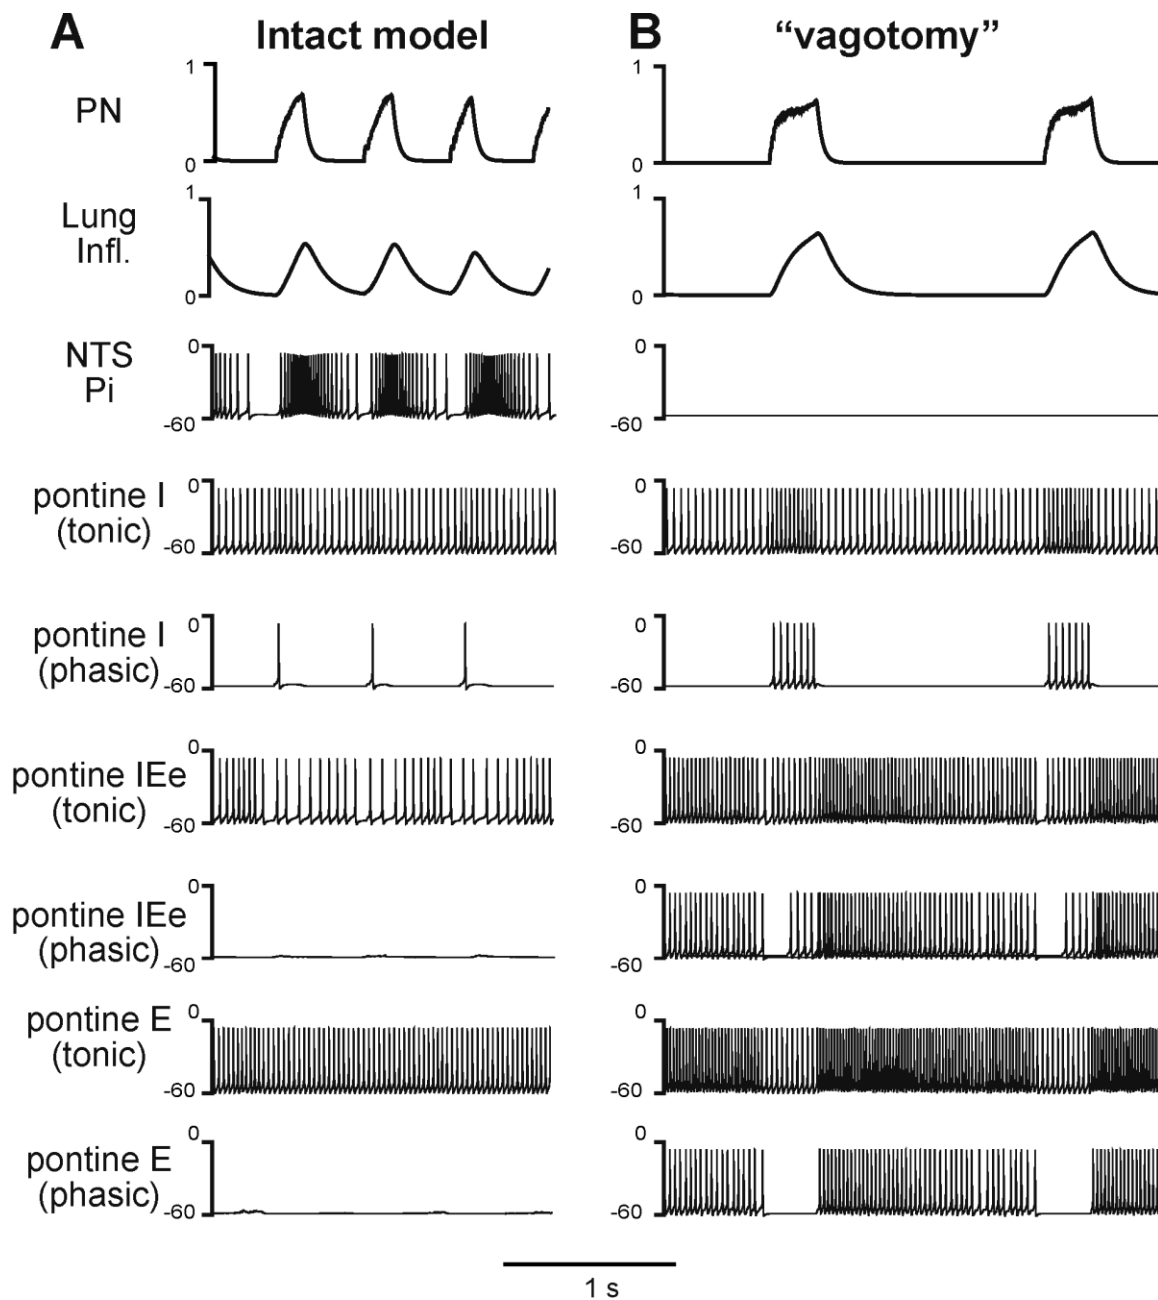 A Intact model B “vagotomy”
1 1
PN
0 0
1 1
Lung
Infl.
0 0
NTS 0 0
Pi
-60 -60
pontine I 0 0
(tonic)
-60 -60
pontine I 0 0
(phasic) -60 -60
pontine IEe 0 0
(tonic)
-60 -60
pontine IEe 0 0
(phasic) -60 -60
pontine E 0 0
(tonic)
-60 -60
pontine E 0 0
(phasic) -60 -60
1 s